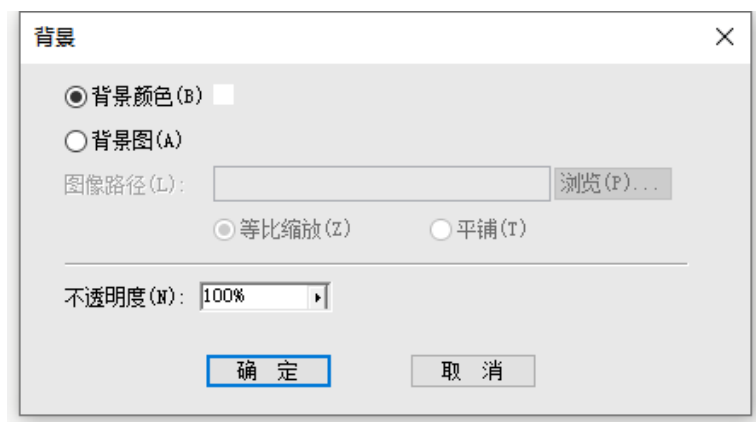 背景
背景颜色(B)
背景图(A)
图像路径(L): 浏览(P)...
等比缩放(Z) 平铺(T)
不透明度(N): 100%
确 定 取 消